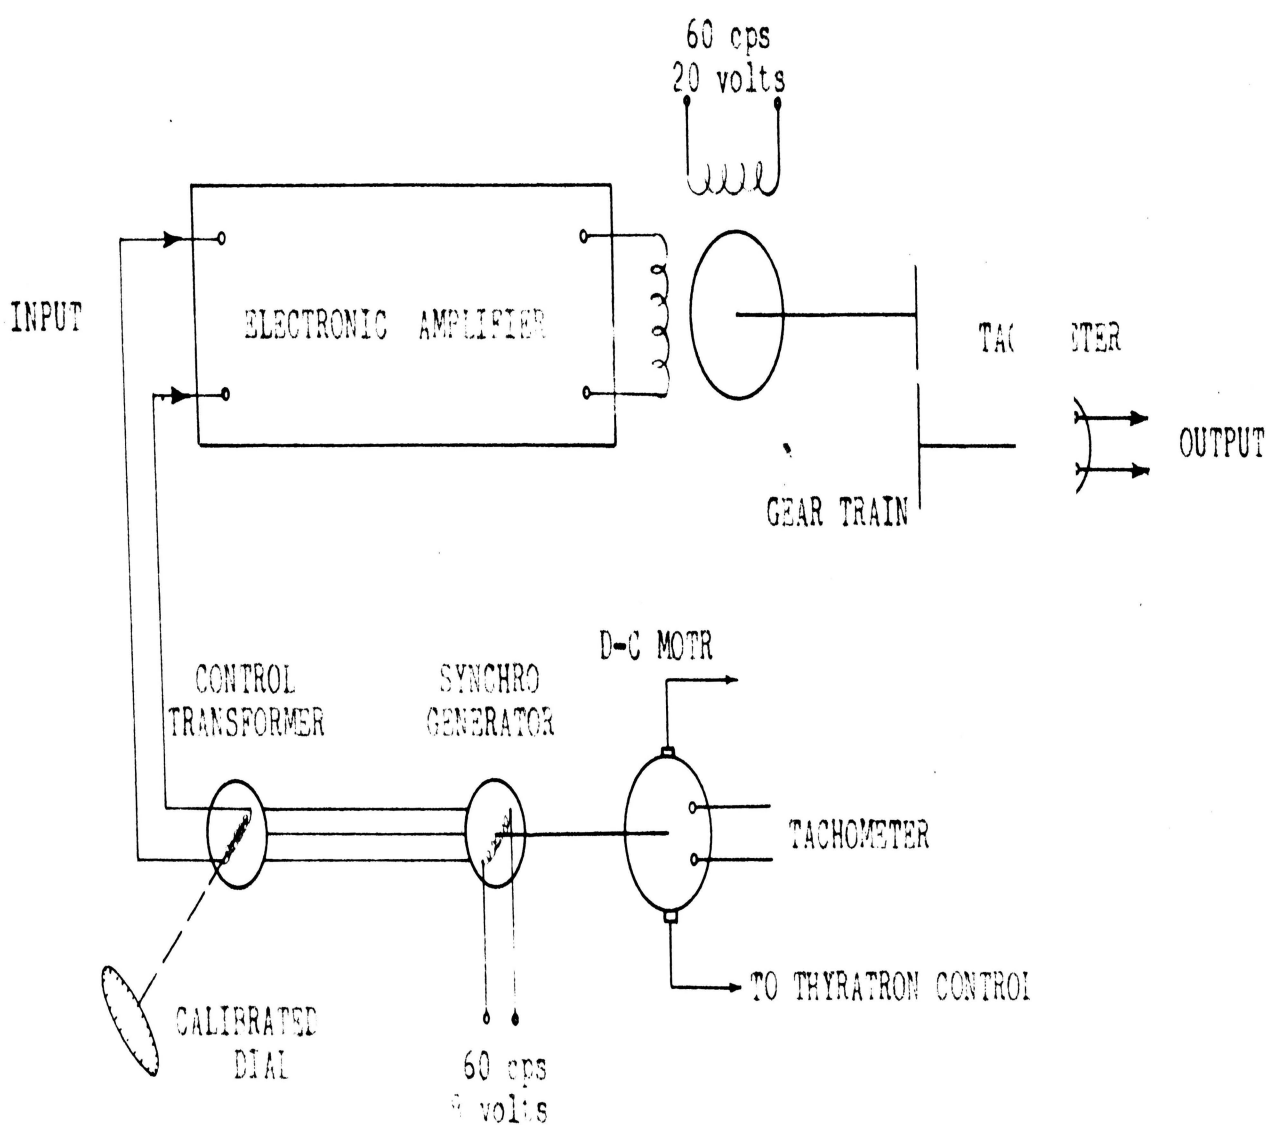 60 cps
20 volts
INPUT
ELECTRONIC AMPLIFIER
OUTPUT
GEAR TRAIN
D-C MOTR
CONTROL
TRANSFORMER
SYNCHRO
GENERATOR
TACHOMETER
TO THYRATRON CONTROL
CALIBRATED
DIAL
60 cps
volts